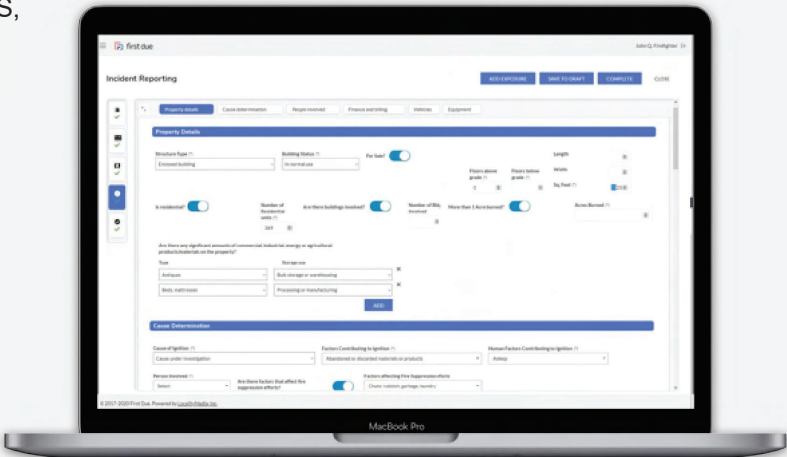 S,
first due
John Q. Firefighter
Incident Reporting
ADD EXPOSURE SAVE TO DRAFT COMPLETE CLOSE
Property details Cause determination People involved Finance and billing Vehicles Equipment
Property Details
Structure Type Building Status For Sale? Length
Enclosed building In normal use Floors above grade Floors below grade Width
Sq. Feet
Is residential? Number of Residential units Are there buildings involved? Number of Bldg. involved More than 1 Acre burned? Acres Burned
Are there any significant amounts of commercial industrial, energy or agricultural
products/materials on the property?
Type Storage use
Antiques Bulk storage or warehousing
Beds, mattresses Processing or manufacturing
ADD
Cause Determination
Cause of Ignition Factors Contributing to Ignition Human Factors Contributing to Ignition
Cause under investigation Abandoned or discarded materials or products Asleep
Person Involved Are there factors that affect fire suppression efforts? Factors affecting Fire Suppression efforts
Select
© 2017-2020 First Due. Powered by Locality Media Inc.
MacBook Pro